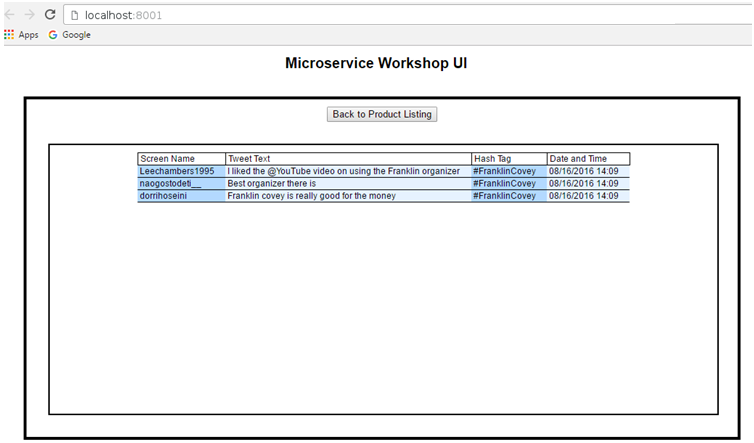 localhost:8001
Apps Google
Microservice Workshop UI
Back to Product Listing
Screen Name Tweet Text Hash Tag Date and Time
Leechambers1995 I liked the @YouTube video on using the Franklin organizer #FranklinCovey 08/16/2016 14:09
naogostodeti__ Best organizer there is #FranklinCovey 08/16/2016 14:09
dorrihoseini Franklin covey is really good for the money #FranklinCovey 08/16/2016 14:09